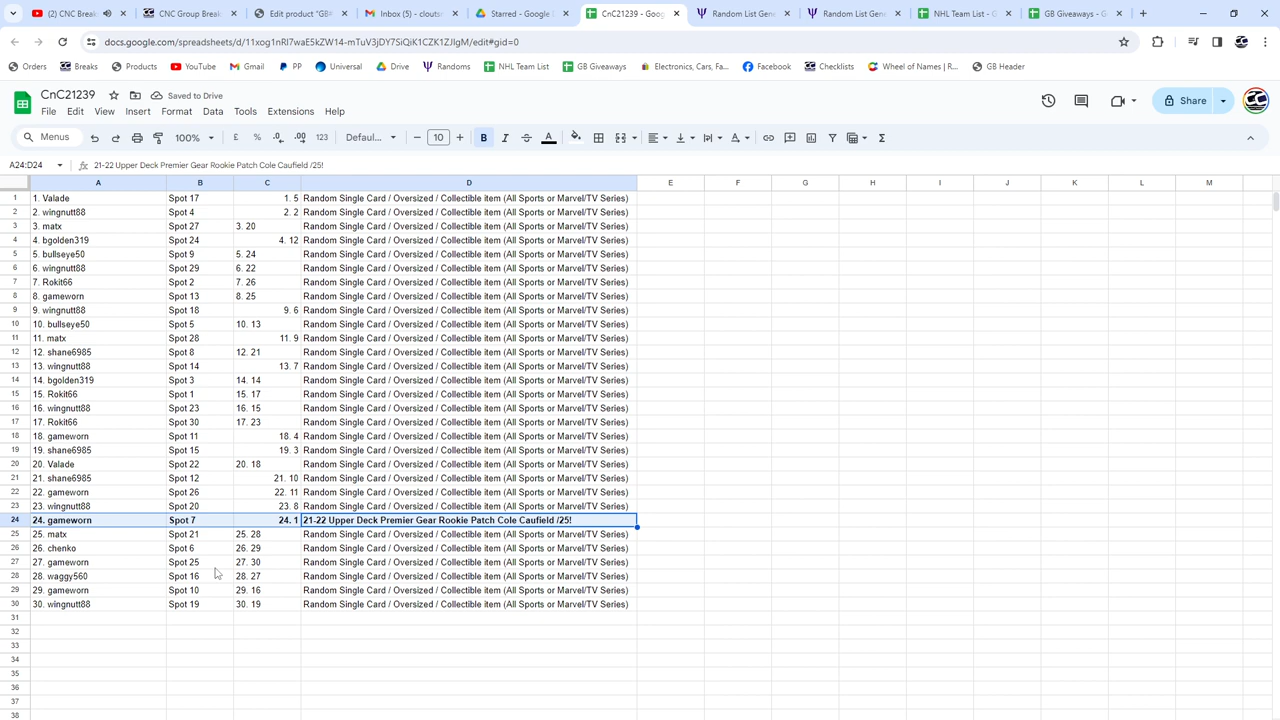 (2) CNC Break
CNC Group Break
Introducing *GB
Gmail Inbox (5) - clour
Starred - Google
CnC21239 - Goog
Random List Gene
Random List Gene
NHL Team List - G
GB Giveaways - G
Orders Breaks Products YouTube Gmail PP Universal Drive Randoms NHL Team List GB Giveaways Electronics, Cars, Fa... Facebook Checklists Wheel of Names | R... GB Header
CnC21239 Saved to Drive
File Edit View Insert Format Data Tools Extensions Help
Share
Menus 100% £ % .0 .00 123 Defaul... 10 B I A
A24:D24 21-22 Upper Deck Premier Gear Rookie Patch Cole Caufield /25!
A B C D E F G H I J K L M
1 1. Valade Spot 17 1. 5 Random Single Card / Oversized / Collectible item (All Sports or Marvel/TV Series)
2 2. wingnutt88 Spot 4 2. 2 Random Single Card / Oversized / Collectible item (All Sports or Marvel/TV Series)
3 3. matx Spot 27 3. 20 Random Single Card / Oversized / Collectible item (All Sports or Marvel/TV Series)
4 4. bgolden319 Spot 24 4. 12 Random Single Card / Oversized / Collectible item (All Sports or Marvel/TV Series)
5 5. bullseye50 Spot 9 5. 24 Random Single Card / Oversized / Collectible item (All Sports or Marvel/TV Series)
6 6. wingnutt88 Spot 29 6. 22 Random Single Card / Oversized / Collectible item (All Sports or Marvel/TV Series)
7 7. Rokit66 Spot 2 7. 26 Random Single Card / Oversized / Collectible item (All Sports or Marvel/TV Series)
8 8. gameworn Spot 13 8. 25 Random Single Card / Oversized / Collectible item (All Sports or Marvel/TV Series)
9 9. wingnutt88 Spot 18 9. 6 Random Single Card / Oversized / Collectible item (All Sports or Marvel/TV Series)
10 10. bullseye50 Spot 5 10. 13 Random Single Card / Oversized / Collectible item (All Sports or Marvel/TV Series)
11 11. matx Spot 28 11. 9 Random Single Card / Oversized / Collectible item (All Sports or Marvel/TV Series)
12 12. shane6985 Spot 8 12. 21 Random Single Card / Oversized / Collectible item (All Sports or Marvel/TV Series)
13 13. wingnutt88 Spot 14 13. 7 Random Single Card / Oversized / Collectible item (All Sports or Marvel/TV Series)
14 14. bgolden319 Spot 3 14. 14 Random Single Card / Oversized / Collectible item (All Sports or Marvel/TV Series)
15 15. Rokit66 Spot 1 15. 17 Random Single Card / Oversized / Collectible item (All Sports or Marvel/TV Series)
16 16. wingnutt88 Spot 23 16. 15 Random Single Card / Oversized / Collectible item (All Sports or Marvel/TV Series)
17 17. Rokit66 Spot 30 17. 23 Random Single Card / Oversized / Collectible item (All Sports or Marvel/TV Series)
18 18. gameworn Spot 11 18. 4 Random Single Card / Oversized / Collectible item (All Sports or Marvel/TV Series)
19 19. shane6985 Spot 15 19. 3 Random Single Card / Oversized / Collectible item (All Sports or Marvel/TV Series)
20 20. Valade Spot 22 20. 18 Random Single Card / Oversized / Collectible item (All Sports or Marvel/TV Series)
21 21. shane6985 Spot 12 21. 10 Random Single Card / Oversized / Collectible item (All Sports or Marvel/TV Series)
22 22. gameworn Spot 26 22. 11 Random Single Card / Oversized / Collectible item (All Sports or Marvel/TV Series)
23 23. wingnutt88 Spot 20 23. 8 Random Single Card / Oversized / Collectible item (All Sports or Marvel/TV Series)
24 24. gameworn Spot 7 24. 1 21-22 Upper Deck Premier Gear Rookie Patch Cole Caufield /25!
25 25. matx Spot 21 25. 28 Random Single Card / Oversized / Collectible item (All Sports or Marvel/TV Series)
26 26. chenko Spot 6 26. 29 Random Single Card / Oversized / Collectible item (All Sports or Marvel/TV Series)
27 27. gameworn Spot 25 27. 30 Random Single Card / Oversized / Collectible item (All Sports or Marvel/TV Series)
28 28. waggy560 Spot 16 28. 27 Random Single Card / Oversized / Collectible item (All Sports or Marvel/TV Series)
29 29. gameworn Spot 10 29. 16 Random Single Card / Oversized / Collectible item (All Sports or Marvel/TV Series)
30 30. wingnutt88 Spot 19 30. 19 Random Single Card / Oversized / Collectible item (All Sports or Marvel/TV Series)
31
32
33
34
35
36
37
38